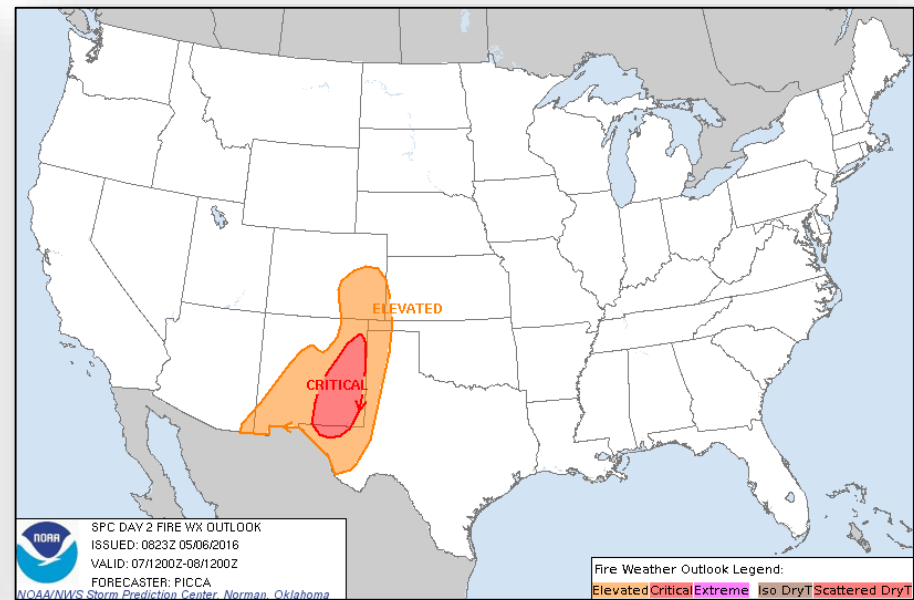 ELEVATED
CRITICAL
NOAA
SPC DAY 2 FIRE WX OUTLOOK
ISSUED: 0823Z 05/06/2016
VALID: 07/1200Z-08/1200Z
FORECASTER: PICCA
NOAA/NWS Storm Prediction Center, Norman, Oklahoma
Fire Weather Outlook Legend:
Elevated Critical Extreme Iso DryT Scattered DryT